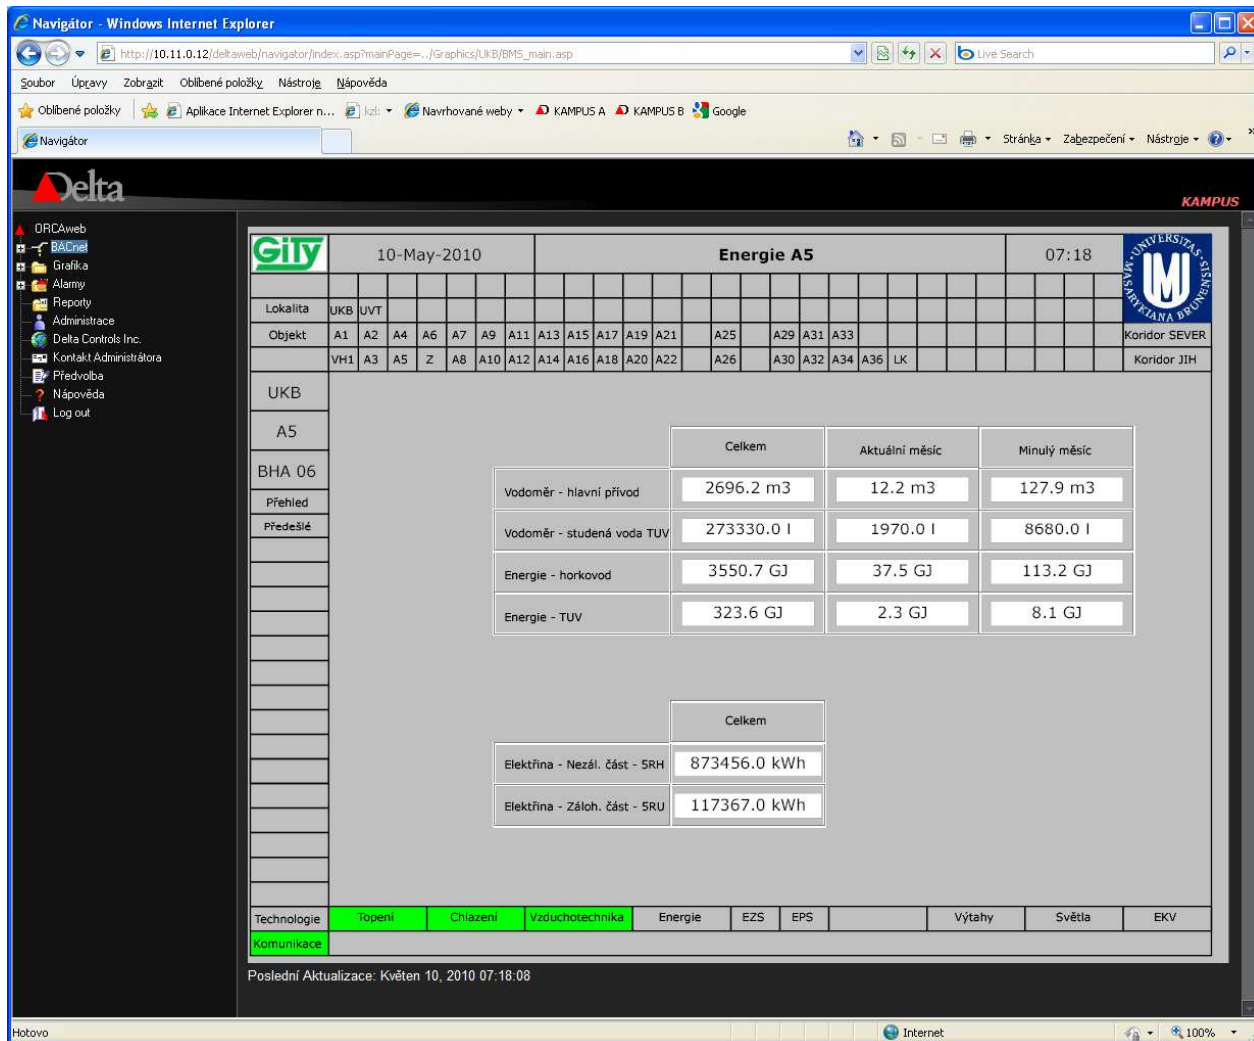 Navigátor - Windows Internet Explorer
http://10.11.0.12/deltaweb/navigator/index.asp?mainPage=../Graphics/UKB/BMS_main.asp
Live Search
Soubor Úpravy Zobrazit Oblíbené položky Nástroje Nápověda
Oblíbené položky Aplikace Internet Explorer n... kzl: Navrhované weby KAMPUS A KAMPUS B Google
Navigátor
Stránka Zabezpečení Nástroje
Delta
KAMPUS
ORCAweb
BACnet
Grafika
Alarmy
Reporty
Administrace
Delta Controls Inc.
Kontakt Administrátora
Předvolba
Nápověda
Log out
GiTy 10-May-2010 Energie A5 07:18
UNIVERSITAS MASARYKIANA BRUNENSIS
Lokalita UKB UVT
Objekt A1 A2 A4 A6 A7 A9 A11 A13 A15 A17 A19 A21 A25 A29 A31 A33 Koridor SEVER
VH1 A3 A5 Z A8 A10 A12 A14 A16 A18 A20 A22 A26 A30 A32 A34 A36 LK Koridor JIH
UKB
A5
BHA 06
Přehled
Předešlé
Celkem Aktuální měsíc Minulý měsíc
Vodoměr - hlavní přívod 2696.2 m3 12.2 m3 127.9 m3
Vodoměr - studená voda TUV 273330.0 l 1970.0 l 8680.0 l
Energie - horkovod 3550.7 GJ 37.5 GJ 113.2 GJ
Energie - TUV 323.6 GJ 2.3 GJ 8.1 GJ
Celkem
Elektřina - Nezál. část - 5RH 873456.0 kWh
Elektřina - Záloh. část - 5RU 117367.0 kWh
Technologie Topení Chlazení Vzduchotechnika Energie EZS EPS Výtahy Světla EKV
Komunikace
Poslední Aktualizace: Květen 10, 2010 07:18:08
Hotovo Internet 100%